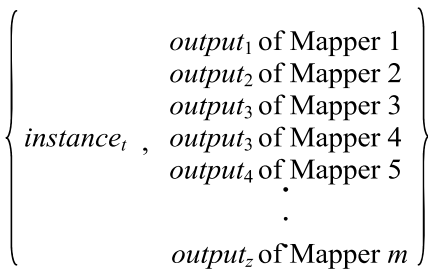 output₁ of Mapper 1
output₂ of Mapper 2
output₃ of Mapper 3
instanceₜ , output₃ of Mapper 4
output₄ of Mapper 5
.
.
output_z of Mapper m